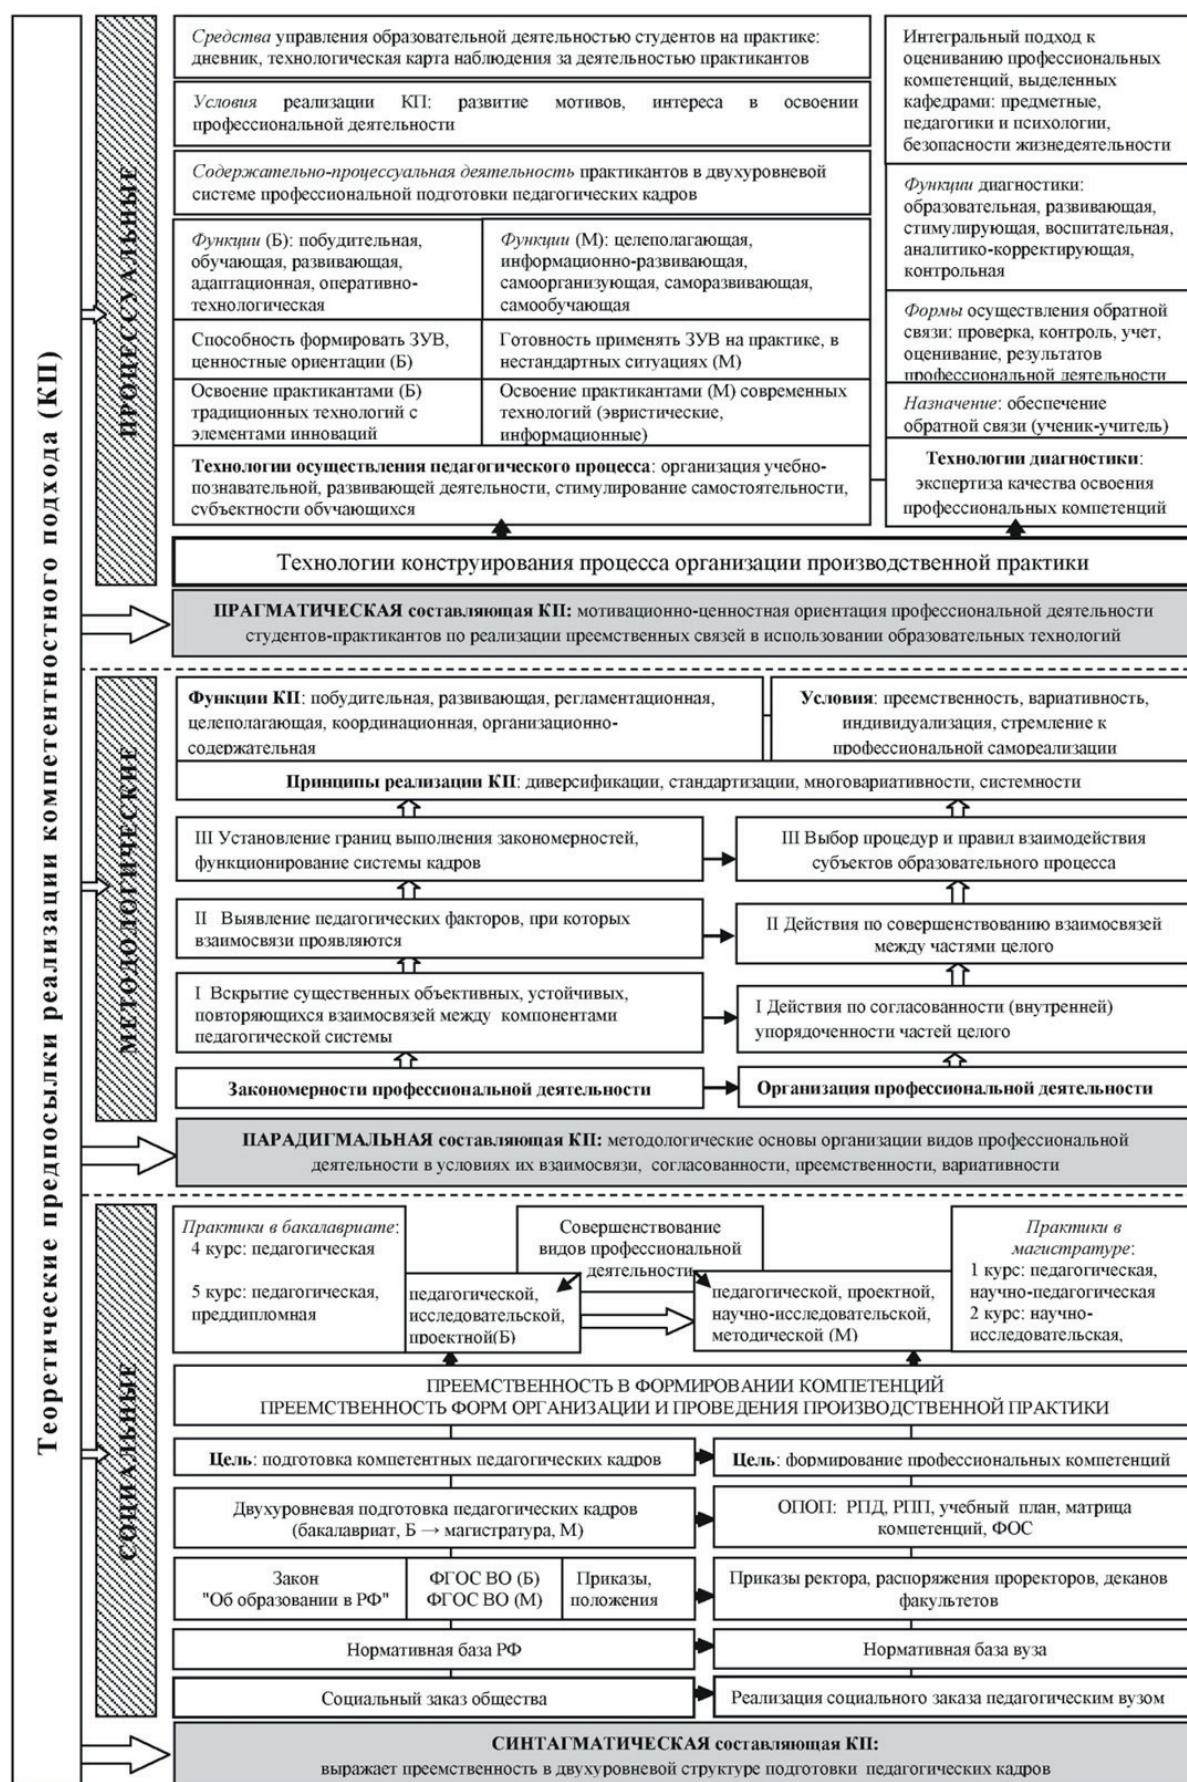 Теоретические предпосылки реализации компетентностного подхода (КП)
ПРОЦЕССУАЛЬНЫЕ
Средства управления образовательной деятельностью студентов на практике:
дневник, технологическая карта наблюдения за деятельностью практикантов
Условия реализации КП: развитие мотивов, интереса в освоении
профессиональной деятельности
Содержательно-процессуальная деятельность практикантов в двухуровневой
системе профессиональной подготовки педагогических кадров
Функции (Б): побудительная,
обучающая, развивающая,
адаптационная, оперативно-
технологическая
Функции (М): целеполагающая,
информационно-развивающая,
самоорганизующая, саморазвивающая,
самообучающая
Способность формировать ЗУВ,
ценностные ориентации (Б)
Готовность применять ЗУВ на практике, в
нестандартных ситуациях (М)
Освоение практикантами (Б)
традиционных технологий с
элементами инноваций
Освоение практикантами (М) современных
технологий (эвристические,
информационные)
Технологии осуществления педагогического процесса: организация учебно-
познавательной, развивающей деятельности, стимулирование самостоятельности,
субъектности обучающихся
Интегральный подход к
оцениванию профессиональных
компетенций, выделенных
кафедрами: предметные,
педагогики и психологии,
безопасности жизнедеятельности
Функции диагностики:
образовательная, развивающая,
стимулирующая, воспитательная,
аналитико-корректирующая,
контрольная
Формы осуществления обратной
связи: проверка, контроль, учет,
оценивание, результатов
профессиональной деятельности
Назначение: обеспечение
обратной связи (ученик-учитель)
Технологии диагностики:
экспертиза качества освоения
профессиональных компетенций
Технологии конструирования процесса организации производственной практики
ПРАГМАТИЧЕСКАЯ составляющая КП: мотивационно-ценностная ориентация профессиональной деятельности
студентов-практикантов по реализации преемственных связей в использовании образовательных технологий
МЕТОДОЛОГИЧЕСКИЕ
Функции КП: побудительная, развивающая, регламентационная,
целеполагающая, координационная, организационно-
содержательная
Условия: преемственность, вариативность,
индивидуализация, стремление к
профессиональной самореализации
Принципы реализации КП: диверсификации, стандартизации, многовариативности, системности
III Установление границ выполнения закономерностей,
функционирование системы кадров
III Выбор процедур и правил взаимодействия
субъектов образовательного процесса
II Выявление педагогических факторов, при которых
взаимосвязи проявляются
II Действия по совершенствованию взаимосвязей
между частями целого
I Вскрытие существенных объективных, устойчивых,
повторяющихся взаимосвязей между компонентами
педагогической системы
I Действия по согласованности (внутренней)
упорядоченности частей целого
Закономерности профессиональной деятельности
Организация профессиональной деятельности
ПАРАДИГМАЛЬНАЯ составляющая КП: методологические основы организации видов профессиональной
деятельности в условиях их взаимосвязи, согласованности, преемственности, вариативности
СОЦИАЛЬНЫЕ
Практики в бакалавриате:
4 курс: педагогическая
5 курс: педагогическая,
преддипломная
Совершенствование
видов профессиональной
деятельности
педагогической,
исследовательской,
проектной(Б)
педагогической, проектной,
научно-исследовательской,
методической (М)
Практики в
магистратуре:
1 курс: педагогическая,
научно-педагогическая
2 курс: научно-
исследовательская,
ПРЕЕМСТВЕННОСТЬ В ФОРМИРОВАНИИ КОМПЕТЕНЦИЙ
ПРЕЕМСТВЕННОСТЬ ФОРМ ОРГАНИЗАЦИИ И ПРОВЕДЕНИЯ ПРОИЗВОДСТВЕННОЙ ПРАКТИКИ
Цель: подготовка компетентных педагогических кадров
Цель: формирование профессиональных компетенций
Двухуровневая подготовка педагогических кадров
(бакалавриат, Б → магистратура, М)
ОПОП: РПД, РПП, учебный план, матрица
компетенций, ФОС
Закон
"Об образовании в РФ"
ФГОС ВО (Б)
ФГОС ВО (М)
Приказы,
положения
Приказы ректора, распоряжения проректоров, деканов
факультетов
Нормативная база РФ
Нормативная база вуза
Социальный заказ общества
Реализация социального заказа педагогическим вузом
СИНТАГМАТИЧЕСКАЯ составляющая КП:
выражает преемственность в двухуровневой структуре подготовки педагогических кадров